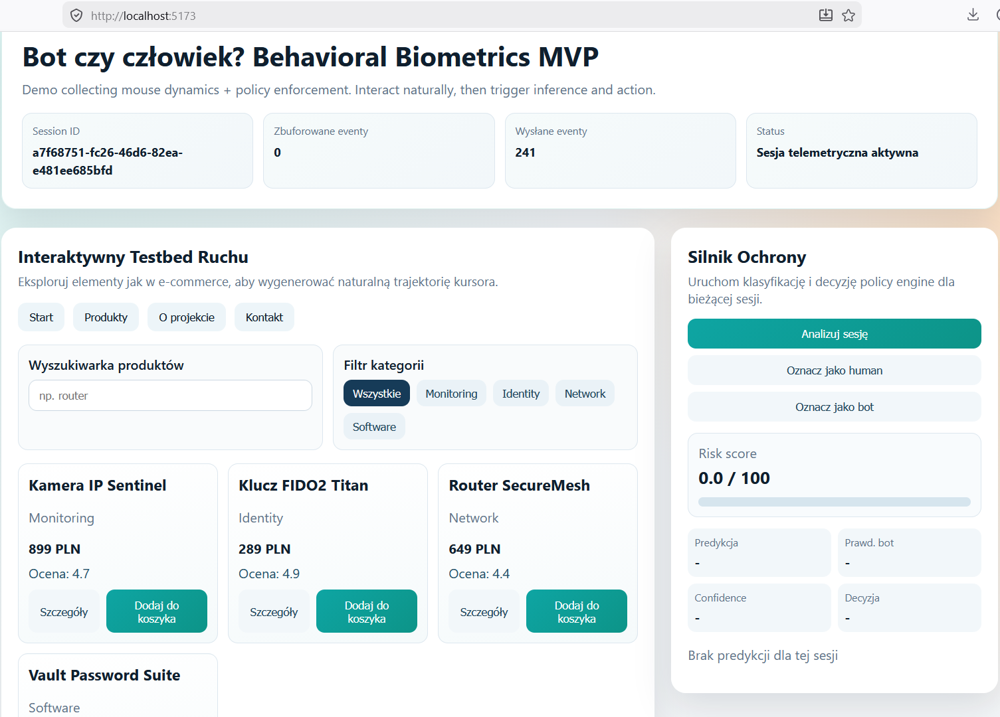 http://localhost:5173
Bot czy człowiek? Behavioral Biometrics MVP
Demo collecting mouse dynamics + policy enforcement. Interact naturally, then trigger inference and action.
Session ID
a7f68751-fc26-46d6-82ea-
e481ee685bfd
Zbuforowane eventy
0
Wysłane eventy
241
Status
Sesja telemetryczna aktywna
Interaktywny Testbed Ruchu
Eksploruj elementy jak w e-commerce, aby wygenerować naturalną trajektorię kursora.
Start
Produkty
O projekcie
Kontakt
Wyszukiwarka produktów
np. router
Filtr kategorii
Wszystkie
Monitoring
Identity
Network
Software
Kamera IP Sentinel
Monitoring
899 PLN
Ocena: 4.7
Szczegóły
Dodaj do
koszyka
Klucz FIDO2 Titan
Identity
289 PLN
Ocena: 4.9
Szczegóły
Dodaj do
koszyka
Router SecureMesh
Network
649 PLN
Ocena: 4.4
Szczegóły
Dodaj do
koszyka
Vault Password Suite
Software
Silnik Ochrony
Uruchom klasyfikację i decyzję policy engine dla
bieżącej sesji.
Analizuj sesję
Oznacz jako human
Oznacz jako bot
Risk score
0.0 / 100
Predykcja
-
Prawd. bot
-
Confidence
-
Decyzja
-
Brak predykcji dla tej sesji